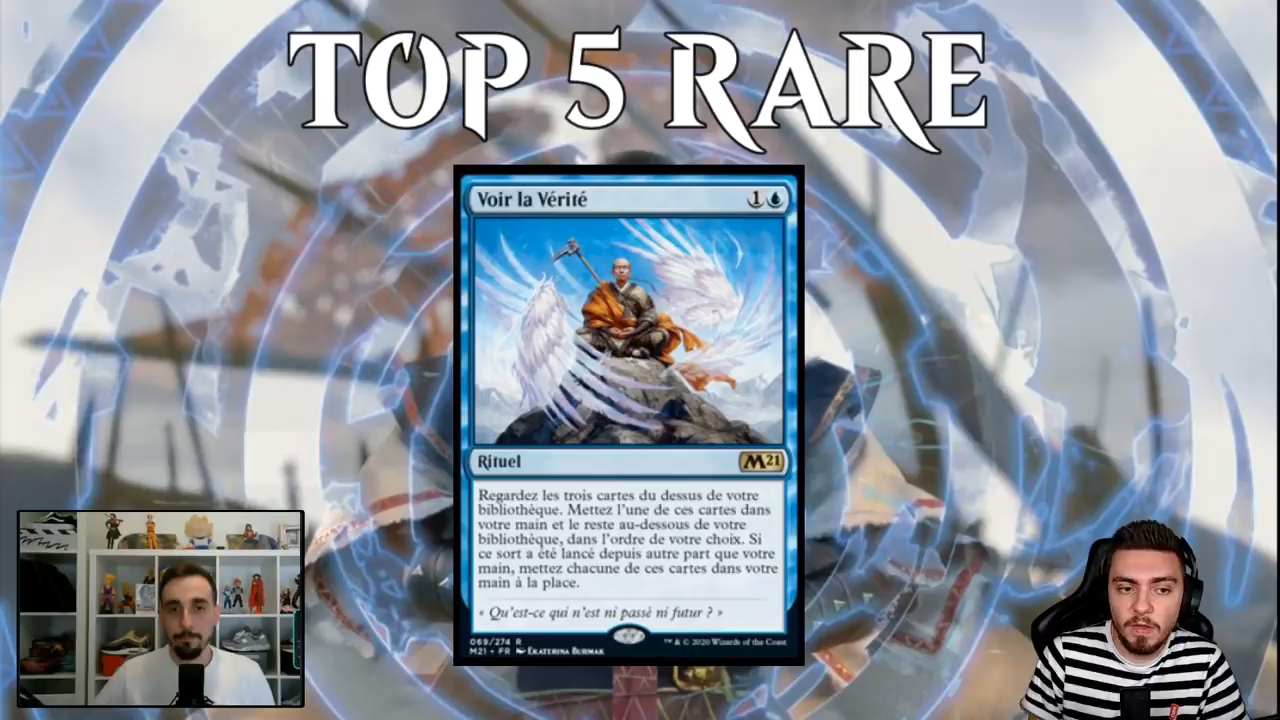 TOP 5 RARE
Voir la Vérité 1
Rituel M21
Regardez les trois cartes du dessus de votre
bibliothèque. Mettez l'une de ces cartes dans
votre main et le reste au-dessous de votre
bibliothèque, dans l'ordre de votre choix. Si
ce sort a été lancé depuis autre part que votre
main, mettez chacune de ces cartes dans votre
main à la place.
« Qu'est-ce qui n'est ni passé ni futur ? »
069/274 R ™ & © 2020 Wizards of the Coast
M21 • FR Ekaterina Burmak